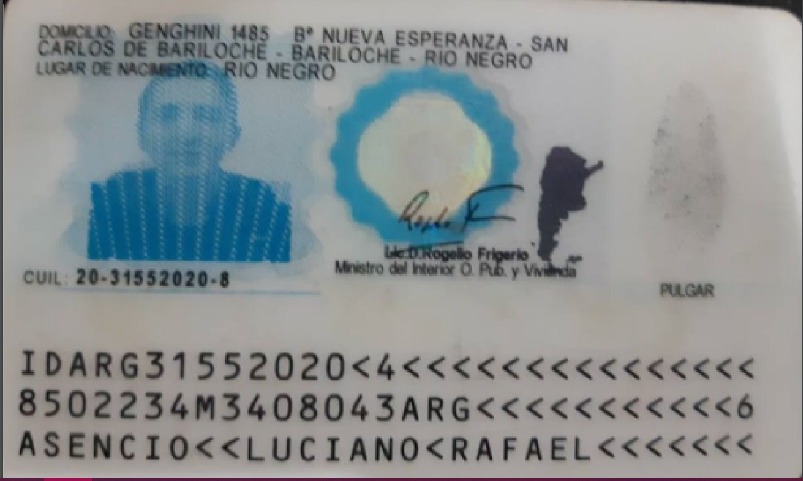 DOMICILIO: GENGHINI 1485 Bº NUEVA ESPERANZA - SAN
CARLOS DE BARILOCHE - BARILOCHE - RIO NEGRO
LUGAR DE NACIMIENTO: RIO NEGRO
Lic.D.Rogelio Frigerio
Ministro del Interior O. Pub. y Vivienda
CUIL: 20-31552020-8
PULGAR
IDARG31552020<4<<<<<<<<<<<<<<<
8502234M3408043ARG<<<<<<<<<<<6
ASENCIO<<LUCIANO<RAFAEL<<<<<<<